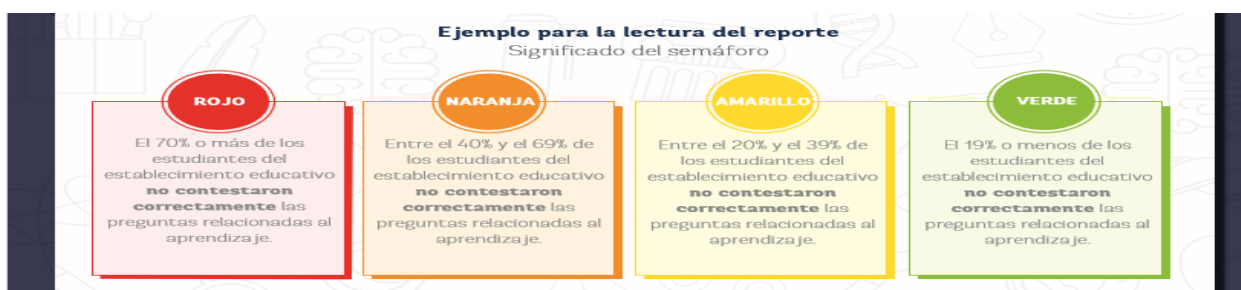 Ejemplo para la lectura del reporte
Significado del semáforo
ROJO
El 70% o más de los
estudiantes del
establecimiento educativo
no contestaron
correctamente las
preguntas relacionadas al
aprendizaje.
NARANJA
Entre el 40% y el 69% de
los estudiantes del
establecimiento educativo
no contestaron
correctamente las
preguntas relacionadas al
aprendizaje.
AMARILLO
Entre el 20% y el 39% de
los estudiantes del
establecimiento educativo
no contestaron
correctamente las
preguntas relacionadas al
aprendizaje.
VERDE
El 19% o menos de los
estudiantes del
establecimiento educativo
no contestaron
correctamente las
preguntas relacionadas al
aprendizaje.